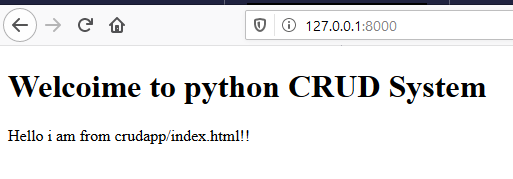 127.0.0.1:8000
Welcoime to python CRUD System
Hello i am from crudapp/index.html!!